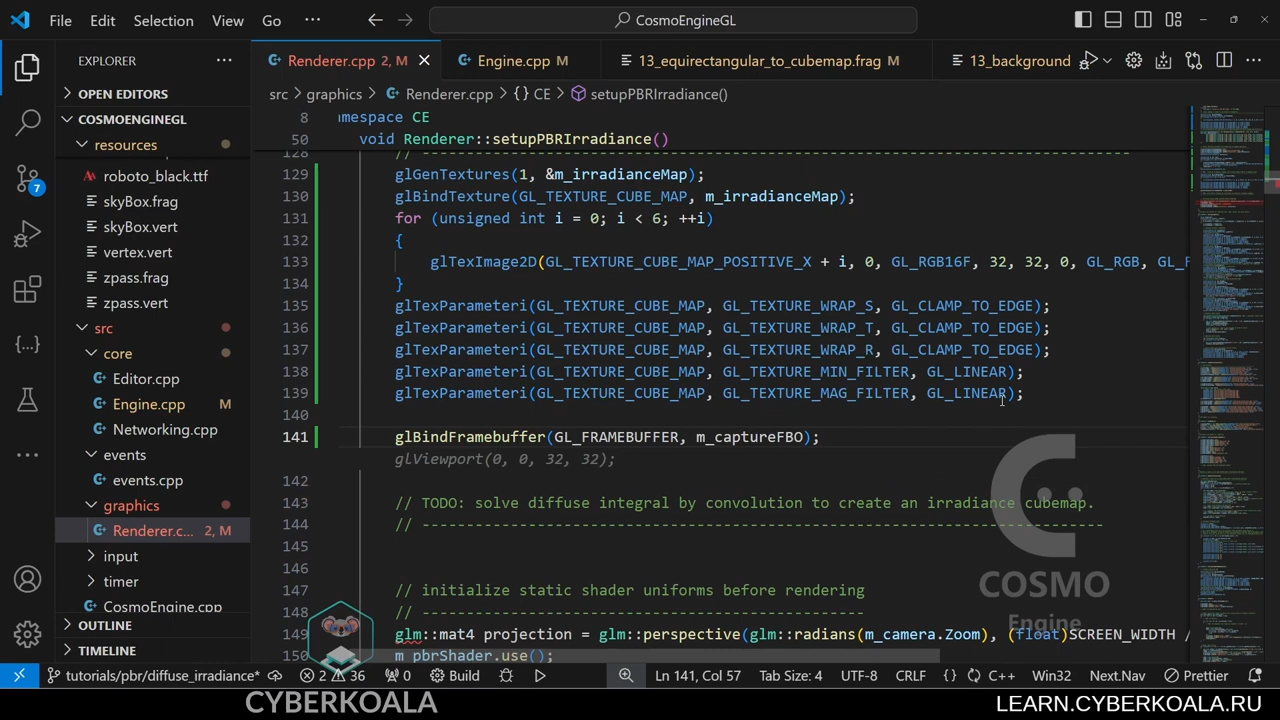 File Edit Selection View Go ··· CosmoEngineGL
EXPLORER ···
Renderer.cpp 2, M
Engine.cpp M
13_equirectangular_to_cubemap.frag M
13_background
OPEN EDITORS
COSMOENGINEGL
resources
roboto_black.ttf
skyBox.frag
skyBox.vert
vertex.vert
zpass.frag
zpass.vert
src
core
Editor.cpp
Engine.cpp M
Networking.cpp
events
events.cpp
graphics
Renderer.c... 2, M
input
timer
CosmoEngine.cpp
OUTLINE
TIMELINE
7
src > graphics > Renderer.cpp > {} CE > setupPBRIrradiance()
8 mespace CE
50 void Renderer::setupPBRIrradiance()
128 // --------------------------------------------------------------------------------
129 glGenTextures(1, &m_irradianceMap);
130 glBindTexture(GL_TEXTURE_CUBE_MAP, m_irradianceMap);
131 for (unsigned int i = 0; i < 6; ++i)
132 {
133 glTexImage2D(GL_TEXTURE_CUBE_MAP_POSITIVE_X + i, 0, GL_RGB16F, 32, 32, 0, GL_RGB, GL_F
134 }
135 glTexParameteri(GL_TEXTURE_CUBE_MAP, GL_TEXTURE_WRAP_S, GL_CLAMP_TO_EDGE);
136 glTexParameteri(GL_TEXTURE_CUBE_MAP, GL_TEXTURE_WRAP_T, GL_CLAMP_TO_EDGE);
137 glTexParameteri(GL_TEXTURE_CUBE_MAP, GL_TEXTURE_WRAP_R, GL_CLAMP_TO_EDGE);
138 glTexParameteri(GL_TEXTURE_CUBE_MAP, GL_TEXTURE_MIN_FILTER, GL_LINEAR);
139 glTexParameteri(GL_TEXTURE_CUBE_MAP, GL_TEXTURE_MAG_FILTER, GL_LINEAR);
140
141 glBindFramebuffer(GL_FRAMEBUFFER, m_captureFBO);
glViewport(0, 0, 32, 32);
142
143 // TODO: solve diffuse integral by convolution to create an irradiance cubemap.
144 // -----------------------------------------------------------------------------
145
146
147 // initialize static shader uniforms before rendering
148 // --------------------------------------------------
149 glm::mat4 projection = glm::perspective(glm::radians(m_camera.Zoom), (float)SCREEN_WIDTH /
150 m_pbrShader.use()
COSMO
Engine
tutorials/pbr/diffuse_irradiance* 2 36 0 Build Ln 141, Col 57 Tab Size: 4 UTF-8 CRLF {} C++ Win32 Next.Nav Prettier
CYBERKOALA LEARN.CYBERKOALA.RU